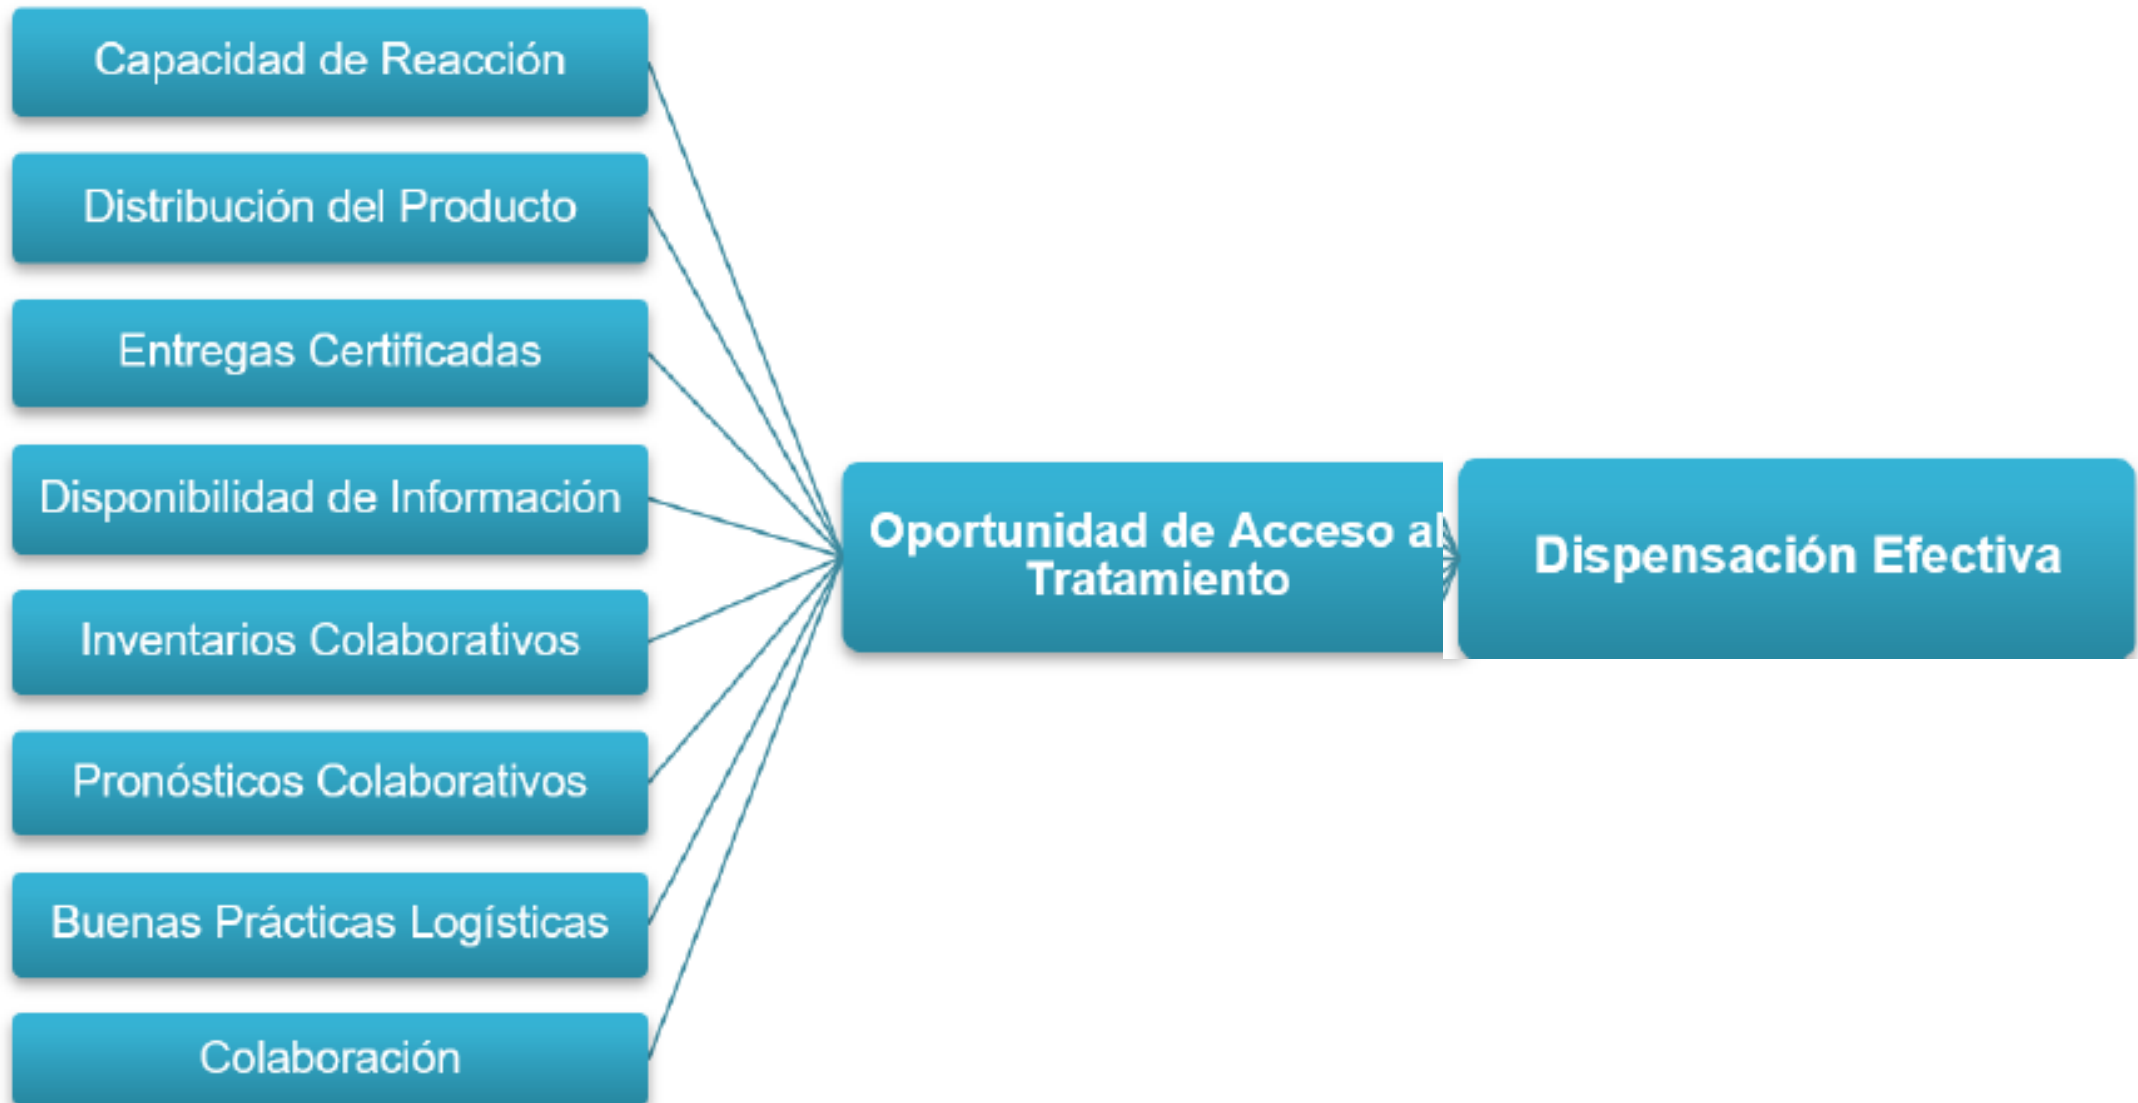 Capacidad de Reacción
Distribución del Producto
Entregas Certificadas
Disponibilidad de Información
Inventarios Colaborativos
Pronósticos Colaborativos
Buenas Prácticas Logísticas
Colaboración
Oportunidad de Acceso al
Tratamiento
Dispensación Efectiva